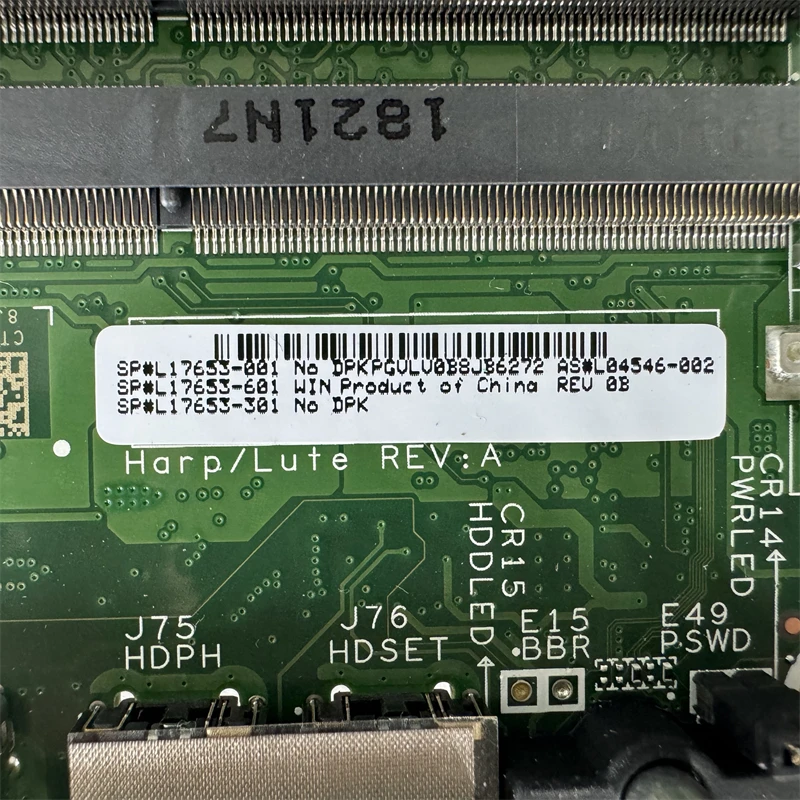 1821N7
SP#L17653-001 No DPKPGVLV0B8JB6272 AS#L04546-002
SP#L17653-601 WIN Product of China REV 0B
SP#L17653-301 No DPK
Harp/Lute REV:A
CR14
PWRLED
CR15
HDDLED
J75
HDPH
J76
HDSET
E15
BBR
E49
PSWD
CT